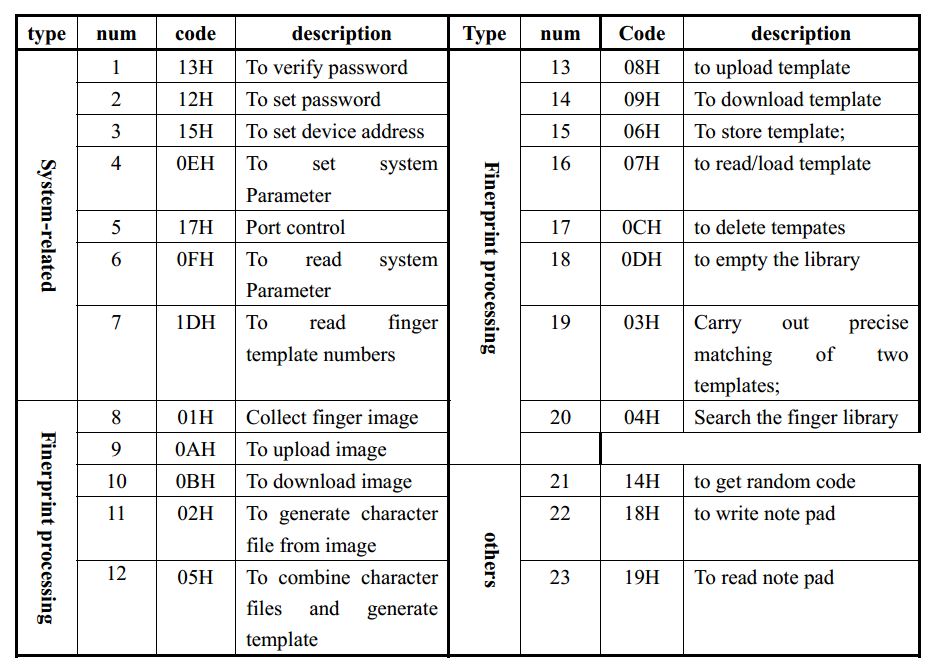 type num code description Type num Code description
System-related
1 13H To verify password
2 12H To set password
3 15H To set device address
4 0EH To set system
Parameter
5 17H Port control
6 0FH To read system
Parameter
7 1DH To read finger
template numbers
Finerprint processing
8 01H Collect finger image
9 0AH To upload image
10 0BH To download image
11 02H To generate character
file from image
12 05H To combine character
files and generate
template
Finerprint processing
13 08H to upload template
14 09H To download template
15 06H To store template;
16 07H to read/load template
17 0CH to delete tempates
18 0DH to empty the library
19 03H Carry out precise
matching of two
templates;
20 04H Search the finger library
others
21 14H to get random code
22 18H to write note pad
23 19H To read note pad